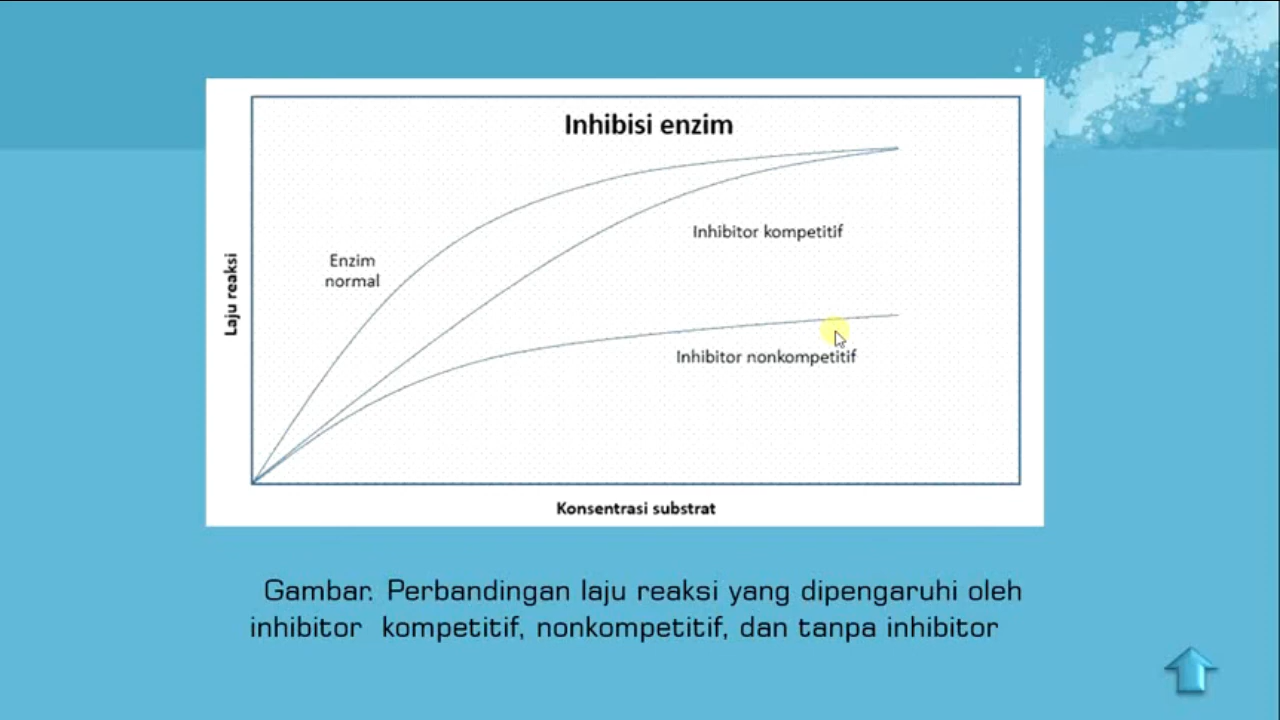 Inhibisi enzim
Inhibitor kompetitif
Enzim
normal
Laju reaksi
Inhibitor nonkompetitif
Konsentrasi substrat
Gambar. Perbandingan laju reaksi yang dipengaruhi oleh
inhibitor kompetitif, nonkompetitif, dan tanpa inhibitor